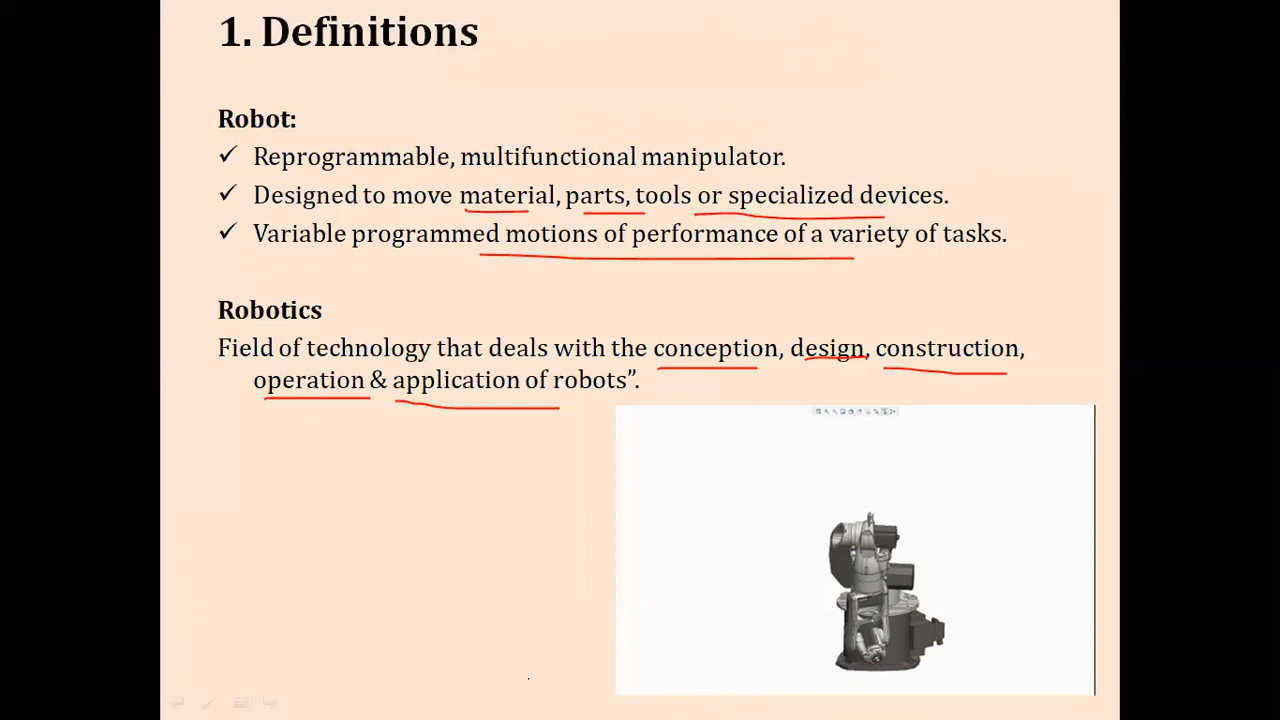 1. Definitions
Robot:
✓ Reprogrammable, multifunctional manipulator.
✓ Designed to move material, parts, tools or specialized devices.
✓ Variable programmed motions of performance of a variety of tasks.
Robotics
Field of technology that deals with the conception, design, construction,
operation & application of robots”.